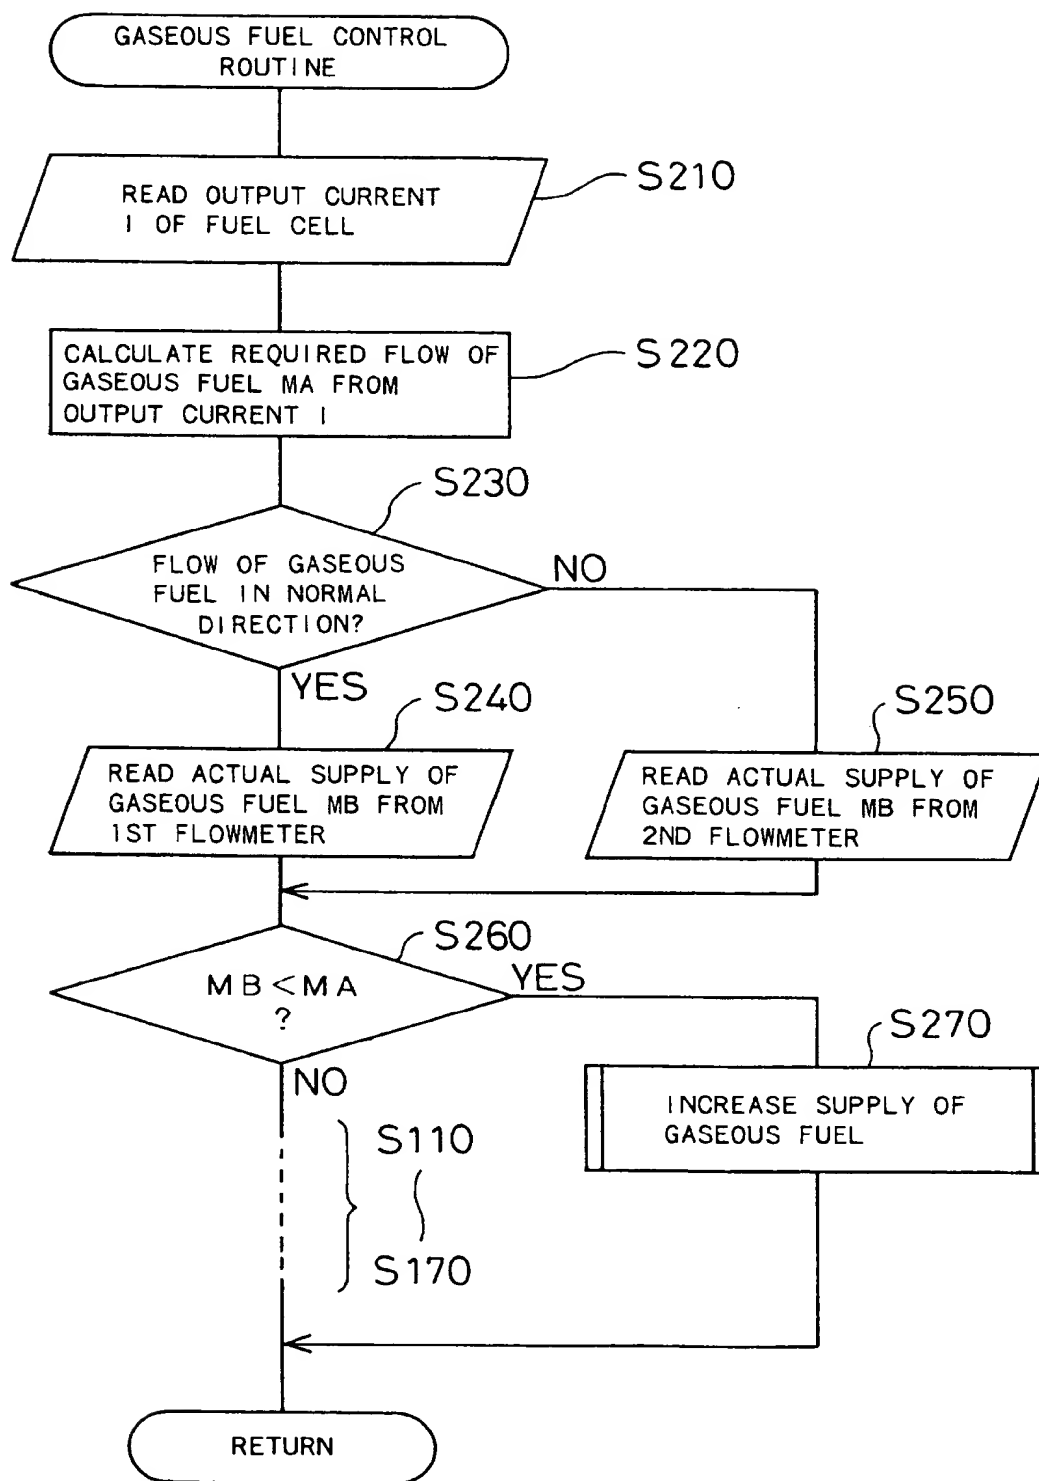 GASEOUS FUEL CONTROL
ROUTINE
READ OUTPUT CURRENT
I OF FUEL CELL
S210
CALCULATE REQUIRED FLOW OF
GASEOUS FUEL MA FROM
OUTPUT CURRENT I
S220
S230
FLOW OF GASEOUS
FUEL IN NORMAL
DIRECTION?
NO
YES
S240
READ ACTUAL SUPPLY OF
GASEOUS FUEL MB FROM
1ST FLOWMETER
S250
READ ACTUAL SUPPLY OF
GASEOUS FUEL MB FROM
2ND FLOWMETER
S260
MB<MA
?
YES
NO
S270
INCREASE SUPPLY OF
GASEOUS FUEL
S110
S170
RETURN